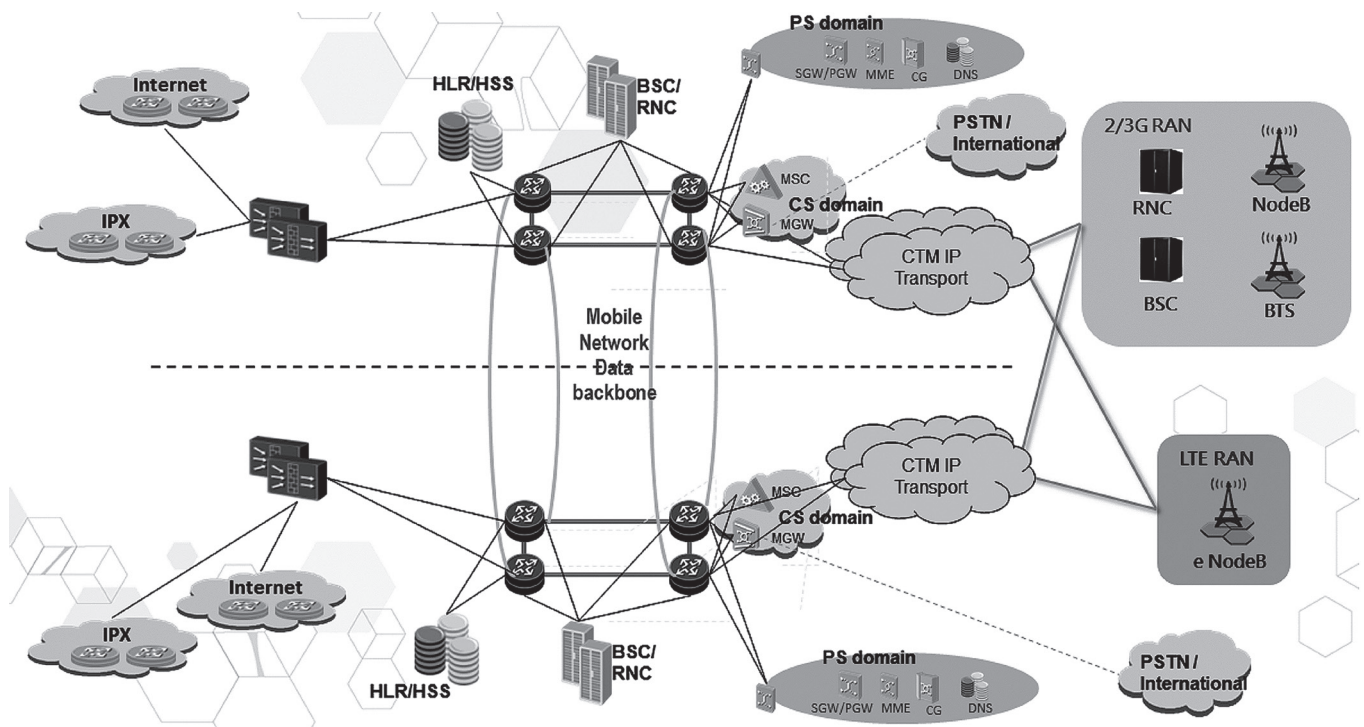 PS domain
SGW/PGW
MME
CG
DNS
Internet
HLR/HSS
BSC/
RNC
PSTN /
International
2/3G RAN
RNC
NodeB
BSC
BTS
IPX
MSC
CS domain
MGW
CTM IP
Transport
Mobile
Network
Data
backbone
CTM IP
Transport
LTE RAN
e NodeB
MSC
CS domain
MGW
Internet
IPX
HLR/HSS
BSC/
RNC
PS domain
SGW/PGW
MME
CG
DNS
PSTN /
International